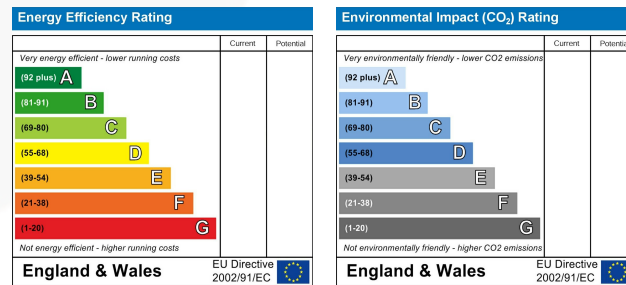 Energy Efficiency Rating
Current Potential
Very energy efficient - lower running costs
(92 plus) A
(81-91) B
(69-80) C
(55-68) D
(39-54) E
(21-38) F
(1-20) G
Not energy efficient - higher running costs
England & Wales
EU Directive
2002/91/EC
Environmental Impact (CO₂) Rating
Current Potentia
Very environmentally friendly - lower CO2 emissions
(92 plus) A
(81-91) B
(69-80) C
(55-68) D
(39-54) E
(21-38) F
(1-20) G
Not environmentally friendly - higher CO2 emissions
England & Wales
EU Directive
2002/91/EC